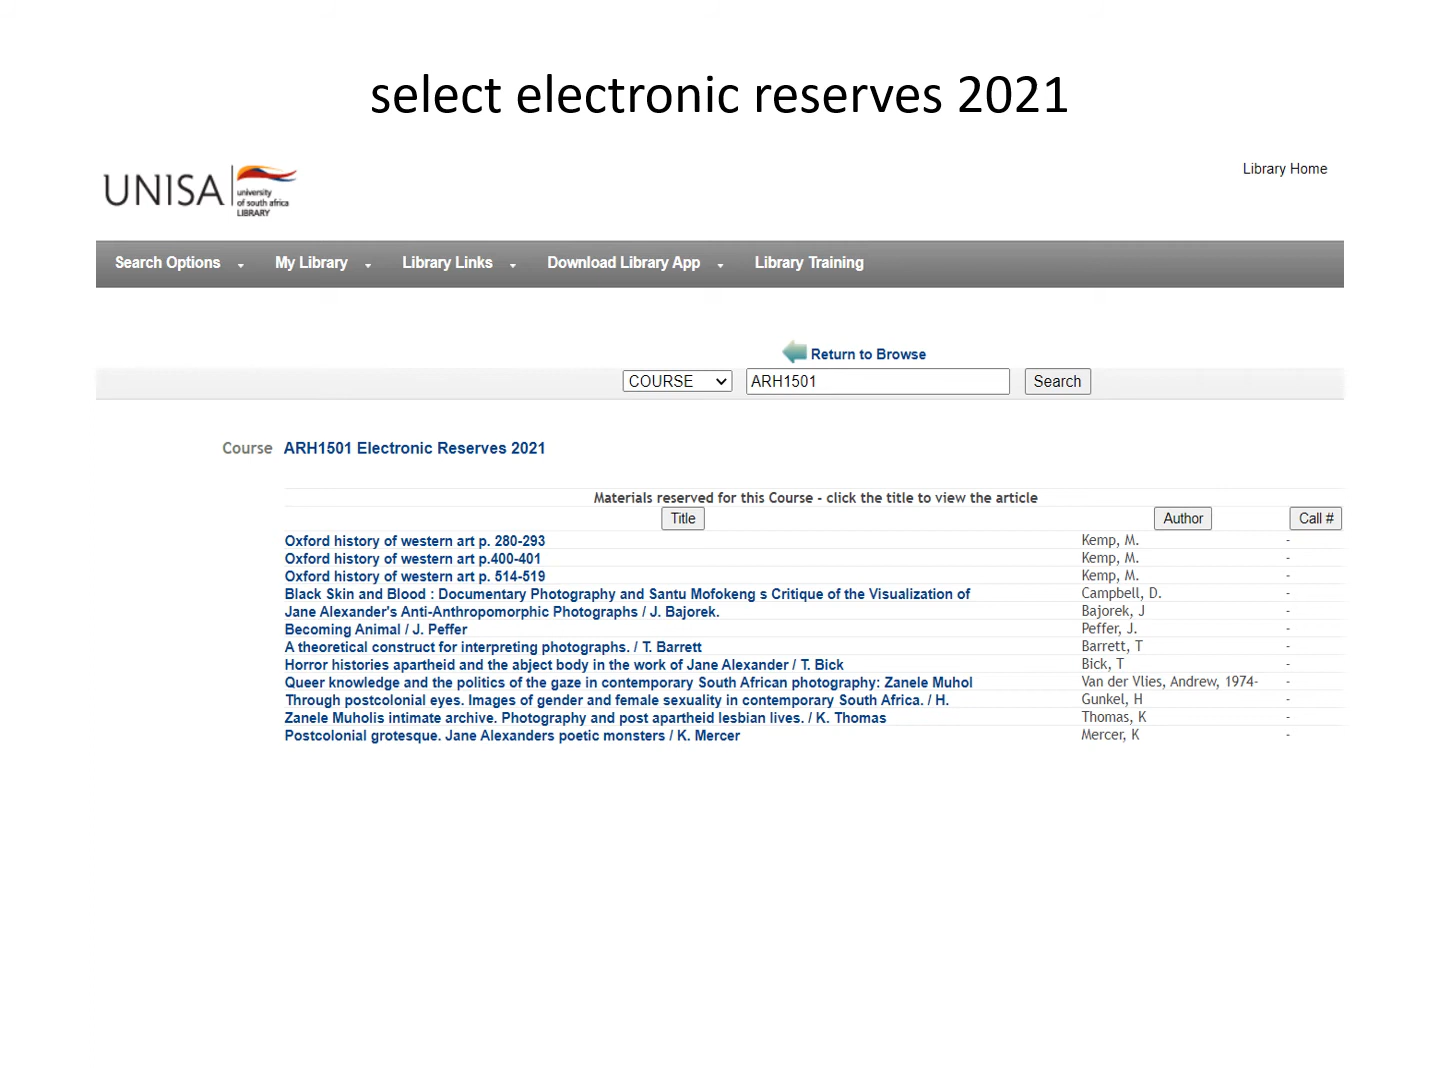 select electronic reserves 2021
UNISA
university
of south africa
LIBRARY
Library Home
Search Options My Library Library Links Download Library App Library Training
Return to Browse
COURSE ARH1501 Search
Course ARH1501 Electronic Reserves 2021
Materials reserved for this Course - click the title to view the article
Title Author Call #
Oxford history of western art p. 280-293 Kemp, M. -
Oxford history of western art p.400-401 Kemp, M. -
Oxford history of western art p. 514-519 Kemp, M. -
Black Skin and Blood : Documentary Photography and Santu Mofokeng s Critique of the Visualization of Campbell, D. -
Jane Alexander's Anti-Anthropomorphic Photographs / J. Bajorek. Bajorek, J -
Becoming Animal / J. Peffer Peffer, J. -
A theoretical construct for interpreting photographs. / T. Barrett Barrett, T -
Horror histories apartheid and the abject body in the work of Jane Alexander / T. Bick Bick, T -
Queer knowledge and the politics of the gaze in contemporary South African photography: Zanele Muhol Van der Vlies, Andrew, 1974- -
Through postcolonial eyes. Images of gender and female sexuality in contemporary South Africa. / H. Gunkel, H -
Zanele Muholis intimate archive. Photography and post apartheid lesbian lives. / K. Thomas Thomas, K -
Postcolonial grotesque. Jane Alexanders poetic monsters / K. Mercer Mercer, K -